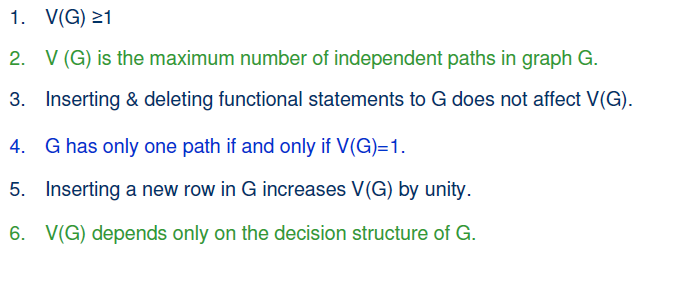 1. V(G) ≥1
2. V (G) is the maximum number of independent paths in graph G.
3. Inserting & deleting functional statements to G does not affect V(G).
4. G has only one path if and only if V(G)=1.
5. Inserting a new row in G increases V(G) by unity.
6. V(G) depends only on the decision structure of G.